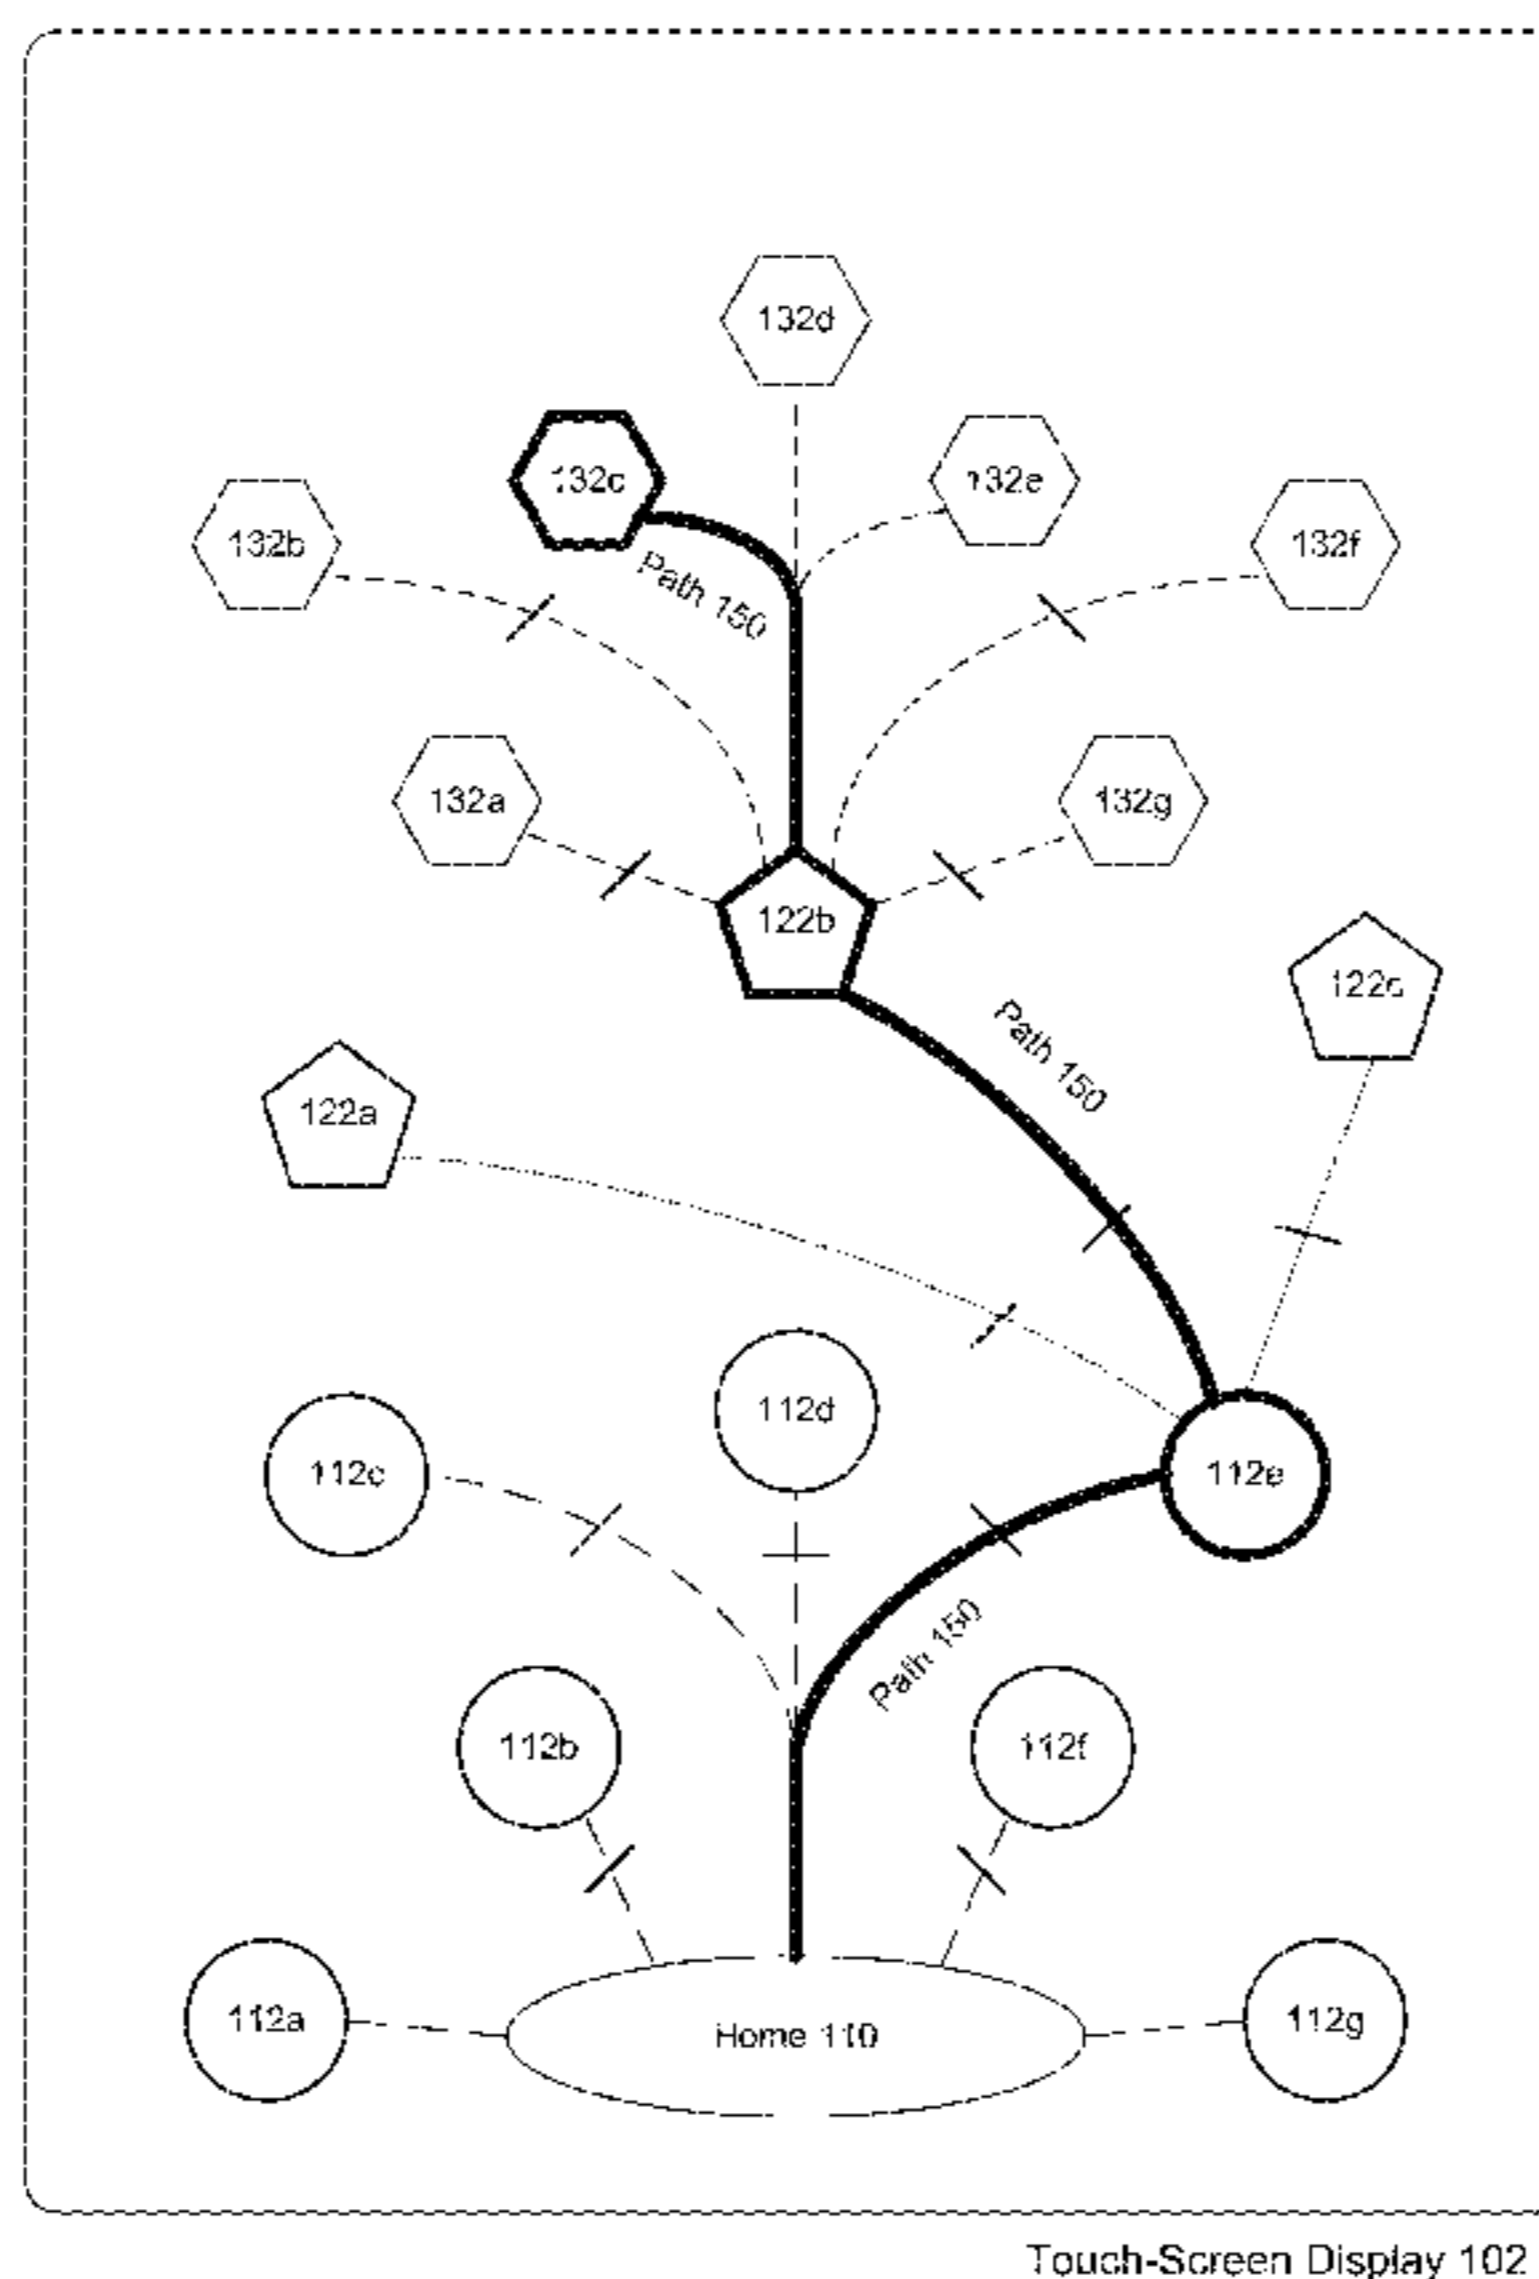 132d
132c
132e
132b
132f
Path 150
132a
132g
122b
122c
Path 150
122a
112d
112c
112e
Path 150
112b
112f
112a
Home 110
112g
Touch-Screen Display 102